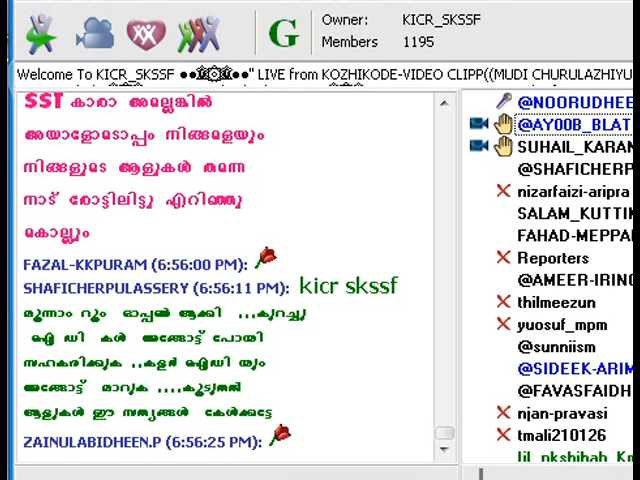 Owner: KICR_SKSSF
G
Members 1195
Welcome To KICR_SKSSF ●●۞●●" LIVE from KOZHIKODE-VIDEO CLIPP((MUDI CHURULAZHIYU
SST കാരാ അമല്ലെങ്കിൽ
അയാളോടൊപ്പം നിങ്ങളെയും
നിങ്ങളുടെ ആളുകൾ തന്നെ
നാട് റോട്ടിലിട്ടു എറിഞ്ഞു
കൊല്ലും
FAZAL-KKPURAM (6:56:00 PM):
SHAFICHERPULASSERY (6:56:11 PM): kicr skssf
മൂന്നാം റൂം ഓപ്പൺ ആക്കി ,,,കുറച്ചു
ഐ ഡി കൾ അങ്ങോട്ട് പോയി
സഹകരിക്കുക ,,കളർ ഐഡി യും
അങ്ങോട്ട് മാറുക ,,,,കൂടുതൽ
ആളുകൾ ഈ സത്യങ്ങൾ കേൾക്കട്ടെ
ZAINULABIDHEEN.P (6:56:25 PM):
@NOORUDHEE
@AYOOB_BLAT
SUHAIL_KARAN
@SHAFICHERP
nizarfaizi-aripra
SALAM_KUTTIK
FAHAD-MEPPA
Reporters
@AMEER-IRING
thilmeezun
yuosuf_mpm
@sunniism
@SIDEEK-ARIM
@FAVASFAIDH
njan-pravasi
tmali210126
lil_pkshihab_Km